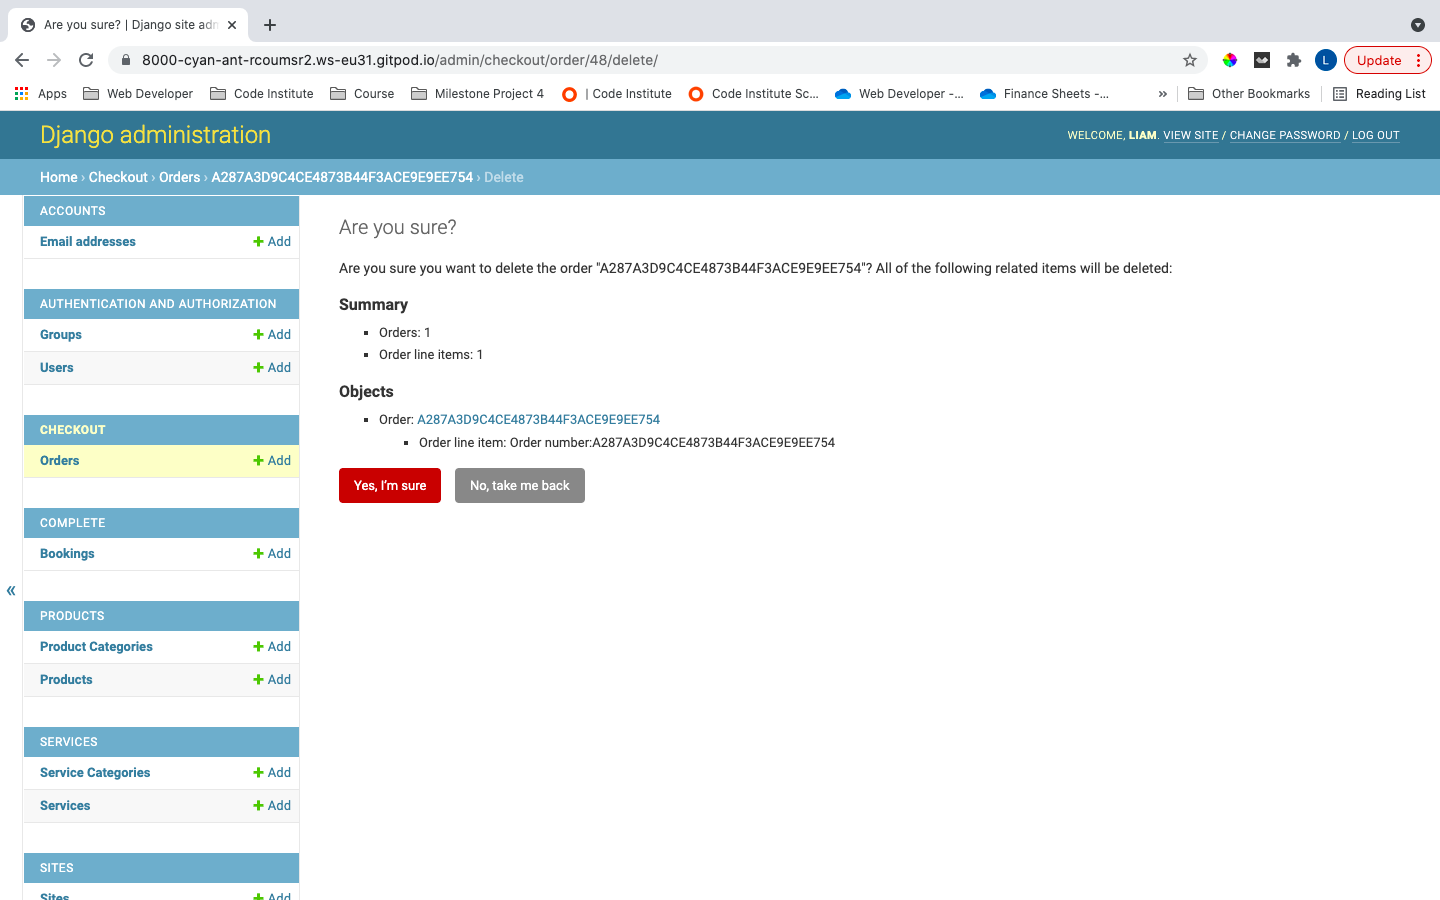 Are you sure? | Django site adm
8000-cyan-ant-rcoumsr2.ws-eu31.gitpod.io/admin/checkout/order/48/delete/
L
Update
Apps
Web Developer
Code Institute
Course
Milestone Project 4
| Code Institute
Code Institute Sc...
Web Developer -...
Finance Sheets -...
»
Other Bookmarks
Reading List
Django administration
WELCOME, LIAM. VIEW SITE / CHANGE PASSWORD / LOG OUT
Home › Checkout › Orders › A287A3D9C4CE4873B44F3ACE9E9EE754 › Delete
ACCOUNTS
Email addresses + Add
AUTHENTICATION AND AUTHORIZATION
Groups + Add
Users + Add
CHECKOUT
Orders + Add
COMPLETE
Bookings + Add
«
PRODUCTS
Product Categories + Add
Products + Add
SERVICES
Service Categories + Add
Services + Add
SITES
Sites + Add
Are you sure?
Are you sure you want to delete the order "A287A3D9C4CE4873B44F3ACE9E9EE754"? All of the following related items will be deleted:
Summary
Orders: 1
Order line items: 1
Objects
Order: A287A3D9C4CE4873B44F3ACE9E9EE754
Order line item: Order number:A287A3D9C4CE4873B44F3ACE9E9EE754
Yes, I'm sure
No, take me back